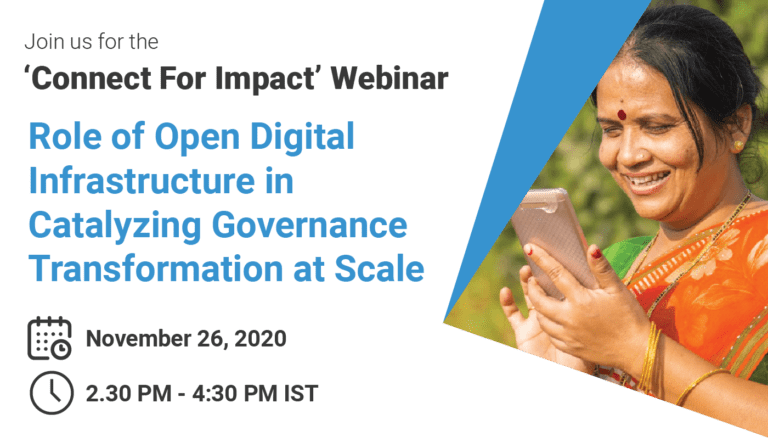 Join us for the
‘Connect For Impact’ Webinar
Role of Open Digital
Infrastructure in
Catalyzing Governance
Transformation at Scale
November 26, 2020
2.30 PM - 4:30 PM IST